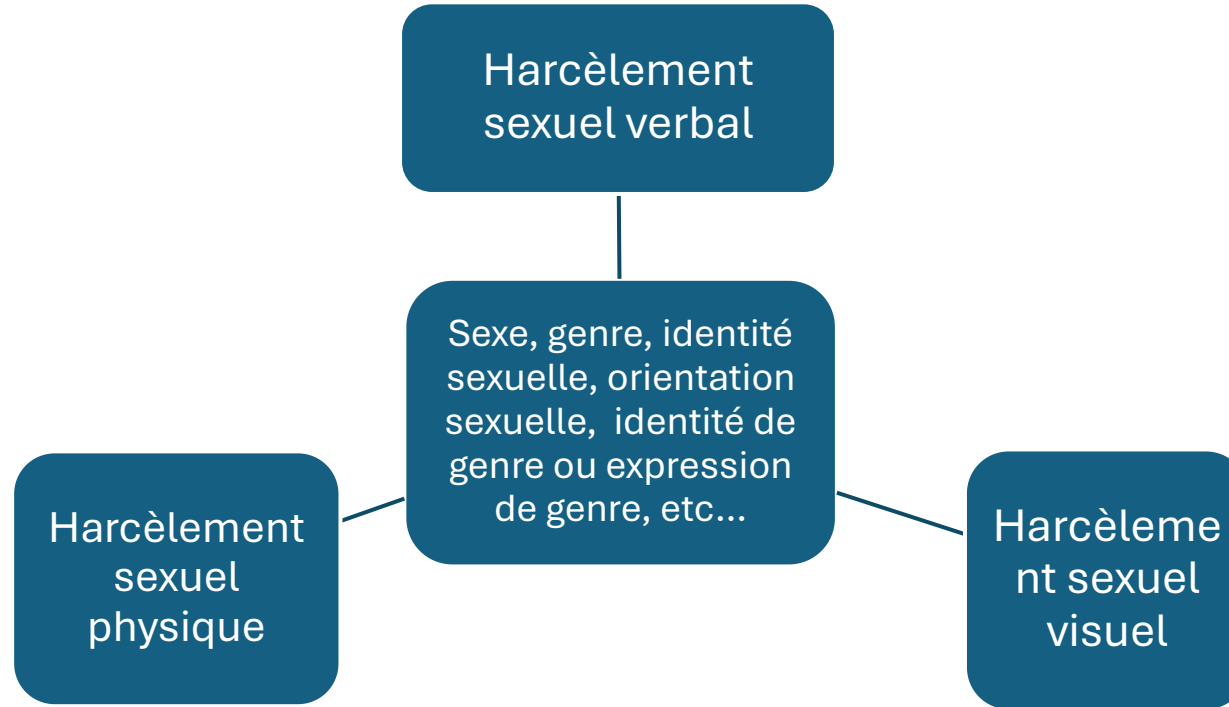 Harcèlement
sexuel verbal
Sexe, genre, identité
sexuelle, orientation
sexuelle, identité de
genre ou expression
de genre, etc...
Harcèlement
sexuel
physique
Harcèleme
nt sexuel
visuel